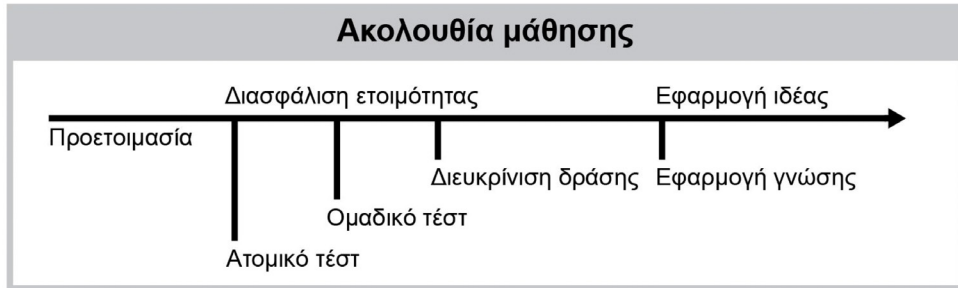 Ακολουθία μάθησης
Διασφάλιση ετοιμότητας
Εφαρμογή ιδέας
Προετοιμασία
Διευκρίνιση δράσης
Εφαρμογή γνώσης
Ομαδικό τέστ
Ατομικό τέστ